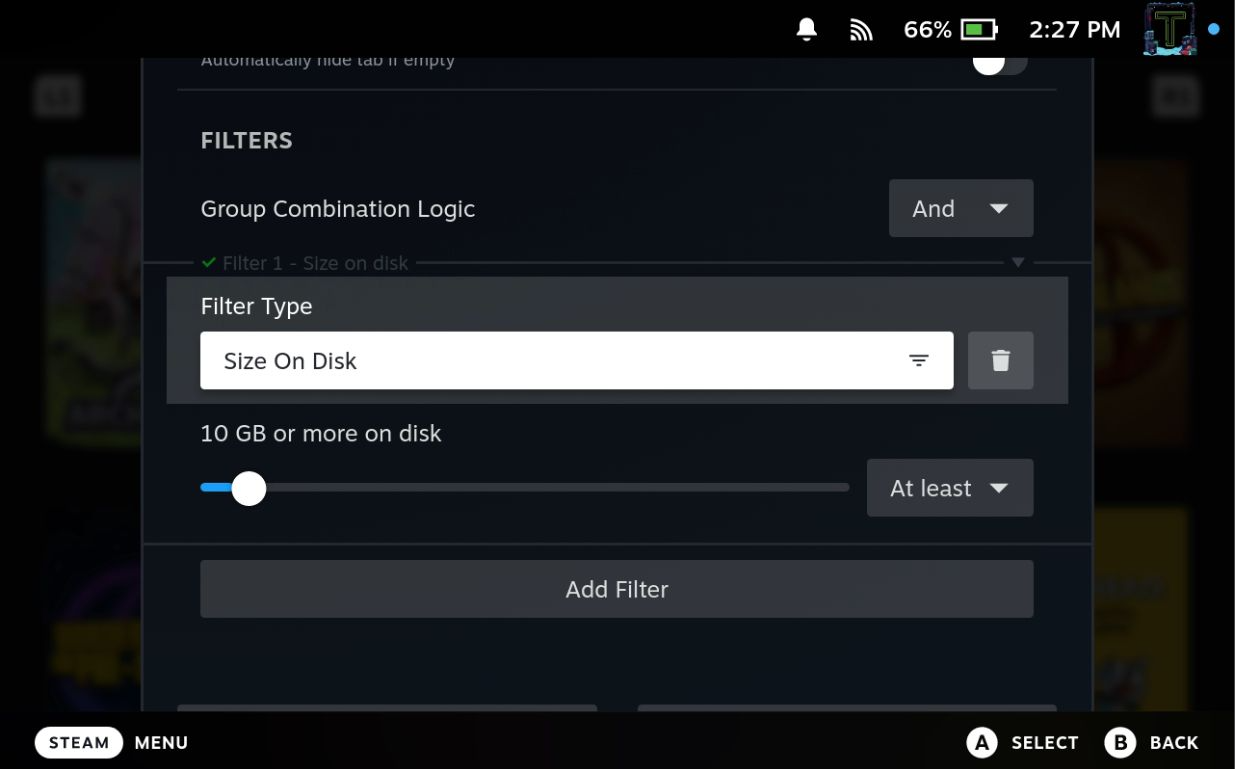 66% 2:27 PM
Automatically hide tab if empty
FILTERS
Group Combination Logic And
Filter 1 - Size on disk
Filter Type
Size On Disk
10 GB or more on disk
At least
Add Filter
STEAM MENU A SELECT B BACK